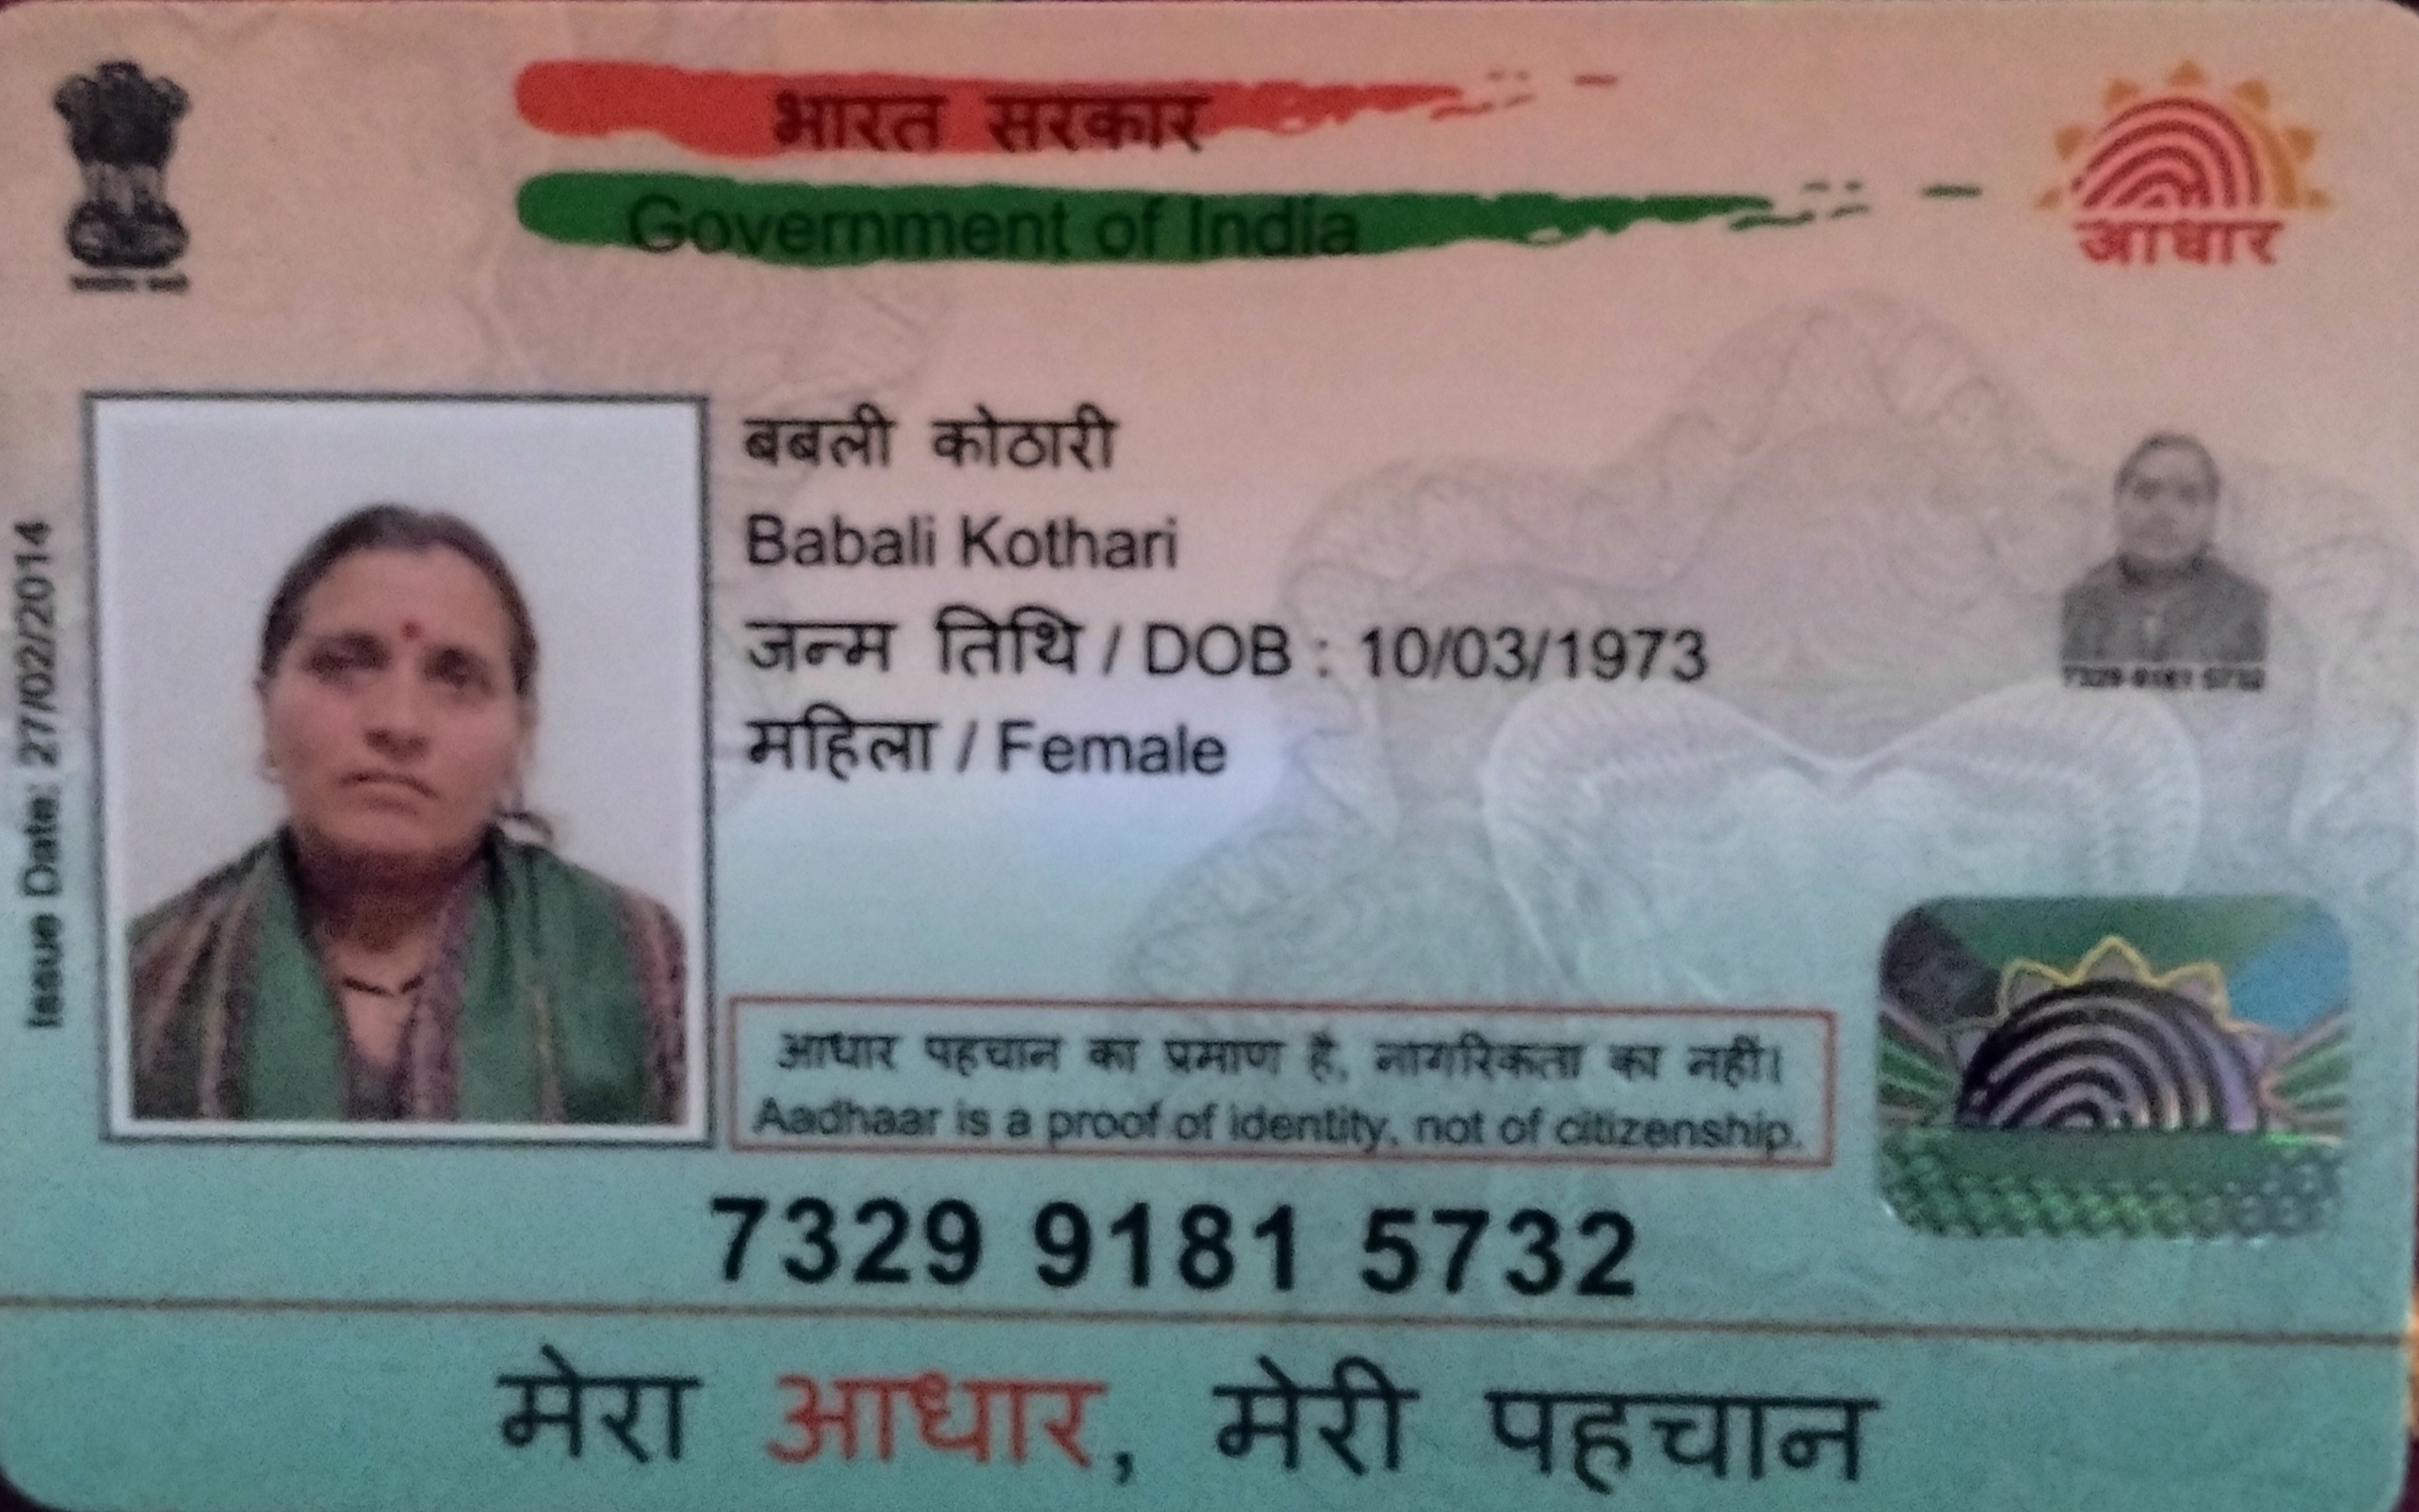 भारत सरकार
Government of India
आधार
Issue Date: 27/02/2014
बबली कोठारी
Babali Kothari
जन्म तिथि / DOB : 10/03/1973
महिला / Female
7329 9181 5732
आधार पहचान का प्रमाण है, नागरिकता का नहीं।
Aadhaar is a proof of identity, not of citizenship.
7329 9181 5732
मेरा आधार, मेरी पहचान